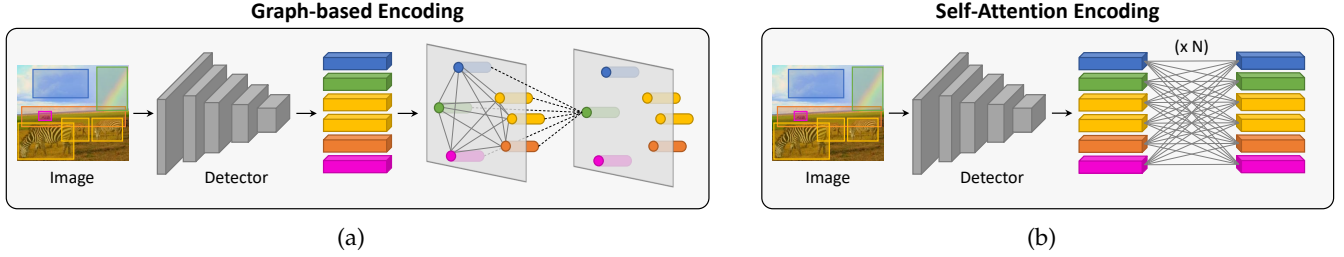 Graph-based Encoding
Image
Detector
(a)
Self-Attention Encoding
(x N)
Image
Detector
(b)